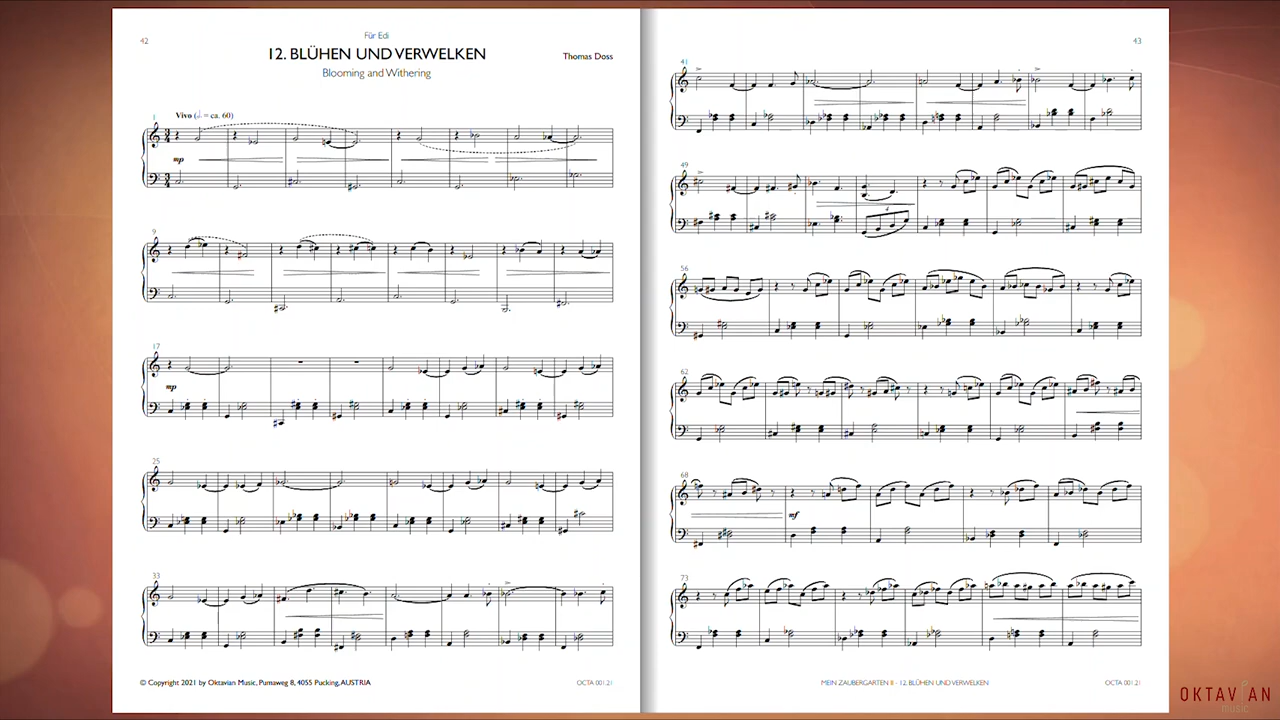 42
Für Edi
12. BLÜHEN UND VERWELKEN
Thomas Doss
Blooming and Withering
Vivo (𝅗𝅥. = ca. 60)
1
mp
9
17
mp
25
33
© Copyright 2021 by Oktavian Music, Pumaweg 8, 4055 Pucking, AUSTRIA
OCTA 001.21
43
41
49
4
56
62
68
mf
73
MEIN ZAUBERGARTEN II - 12. BLÜHEN UND VERWELKEN
OCTA 001.21
OKTAVIAN
music